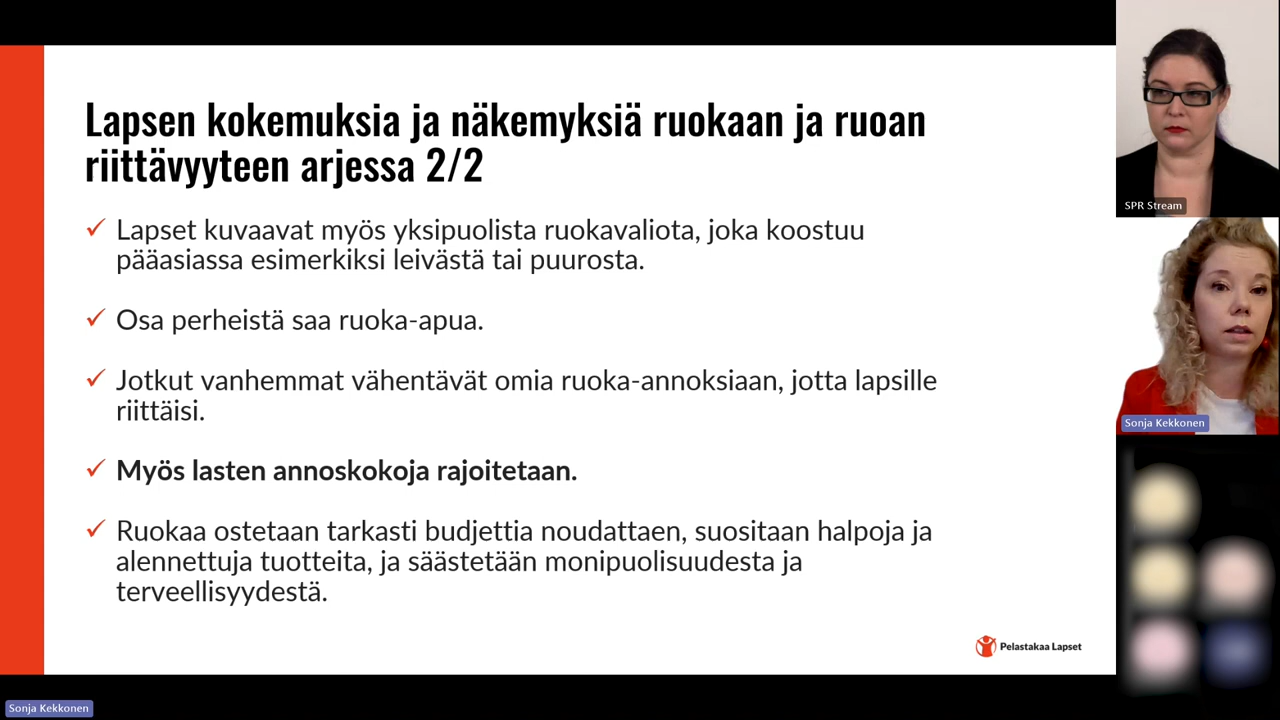 Lapsen kokemuksia ja näkemyksiä ruokaan ja ruoan
riittävyyteen arjessa 2/2
Lapset kuvaavat myös yksipuolista ruokavaliota, joka koostuu
pääasiassa esimerkiksi leivästä tai puurosta.
Osa perheistä saa ruoka-apua.
Jotkut vanhemmat vähentävät omia ruoka-annoksiaan, jotta lapsille
riittäisi.
Myös lasten annoskokoja rajoitetaan.
Ruokaa ostetaan tarkasti budjettia noudattaen, suositaan halpoja ja
alennettuja tuotteita, ja säästetään monipuolisuudesta ja
terveellisyydestä.
Pelastakaa Lapset
SPR Stream
Sonja Kekkonen
Sonja Kekkonen